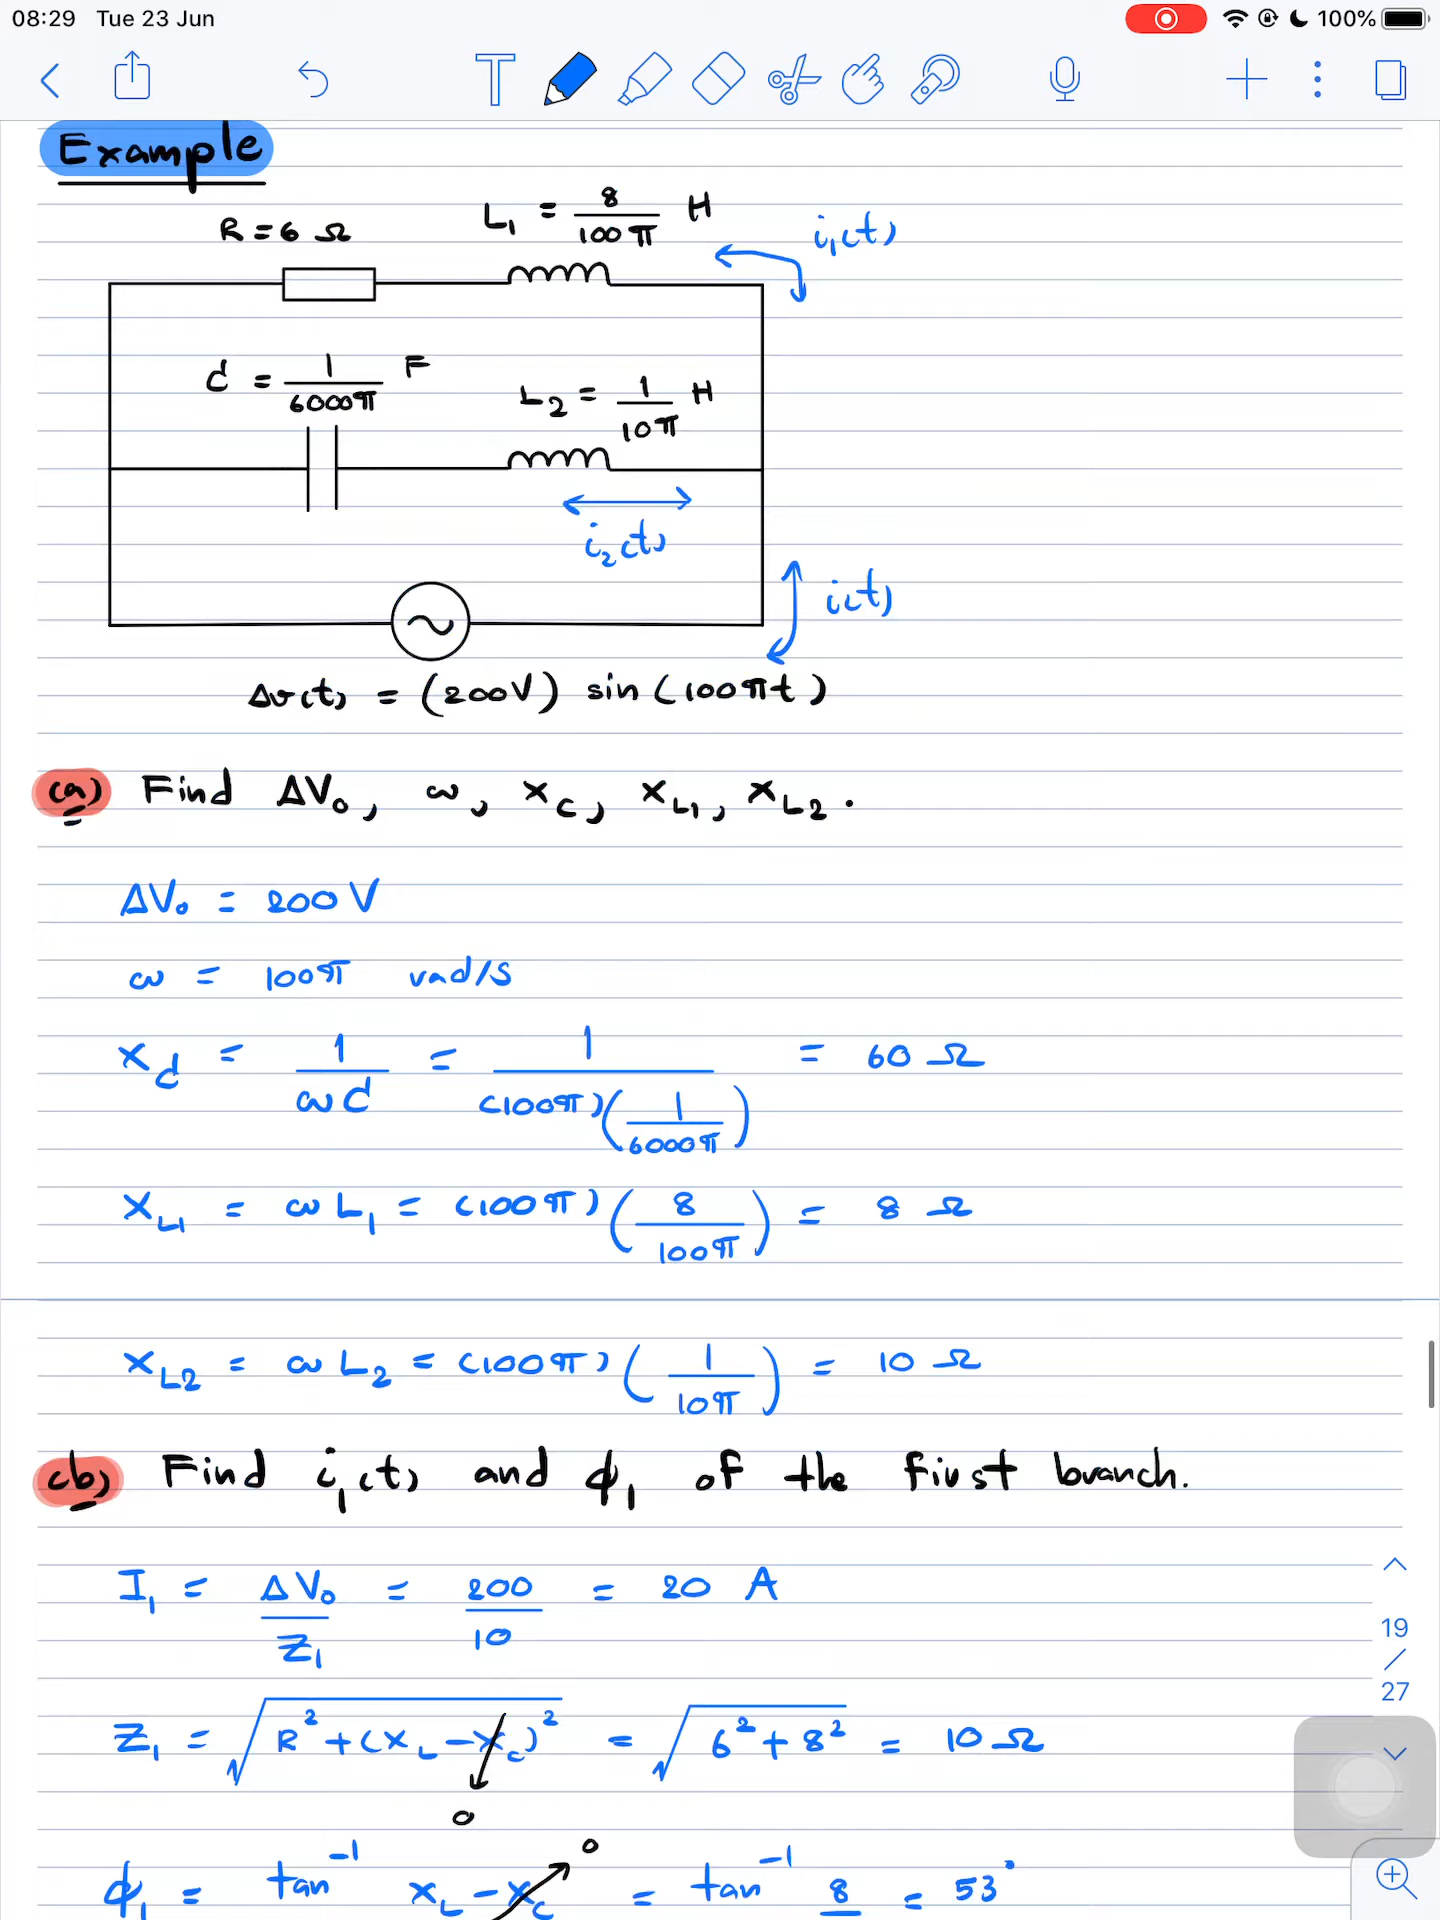 08:29 Tue 23 Jun 100%
T
Example
R = 6 Ω L₁ = 8/100π H i₁(t)
C = 1/6000π F L₂ = 1/10π H
i₂(t)
i(t)
Δv(t) = (200V) sin(100πt)
(a) Find ΔV₀, ω, X_C, X_L1, X_L2.
ΔV₀ = 200 V
ω = 100π rad/s
X_C = 1/ωC = 1/(100π)(1/6000π) = 60 Ω
X_L1 = ωL₁ = (100π)(8/100π) = 8 Ω
X_L2 = ωL₂ = (100π)(1/10π) = 10 Ω
(b) Find i₁(t) and φ₁ of the first branch.
I₁ = ΔV₀/Z₁ = 200/10 = 20 A
19
/
27
Z₁ = √(R² + (X_L - X_C)²) = √(6² + 8²) = 10 Ω
0
0
φ₁ = tan⁻¹ X_L - X_C = tan⁻¹ 8 = 53°